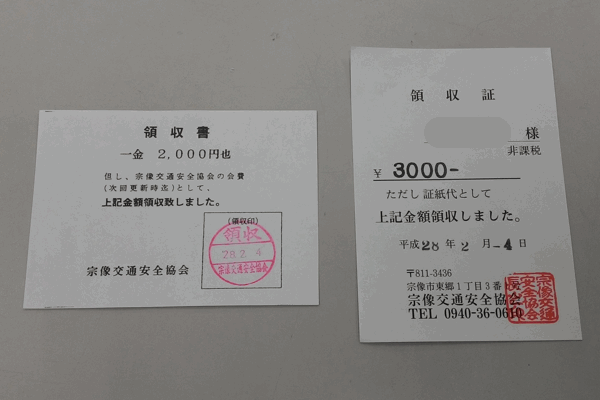 領収書
一金 2,000円也
但し、宗像交通安全協会の会費
(次回更新時迄)として、
上記金額領収致しました。
宗像交通安全協会
(領収印)
領収
28.2.4
宗像交通安全協会
領収証
様
非課税
¥ 3000-
ただし 証紙代として
上記金額領収しました。
平成 28 年 2 月 -4 日
〒811-3436
宗像市東郷1丁目3番
宗像交通安全協会
TEL 0940-36-0610
宗像交通
安全協会
長印